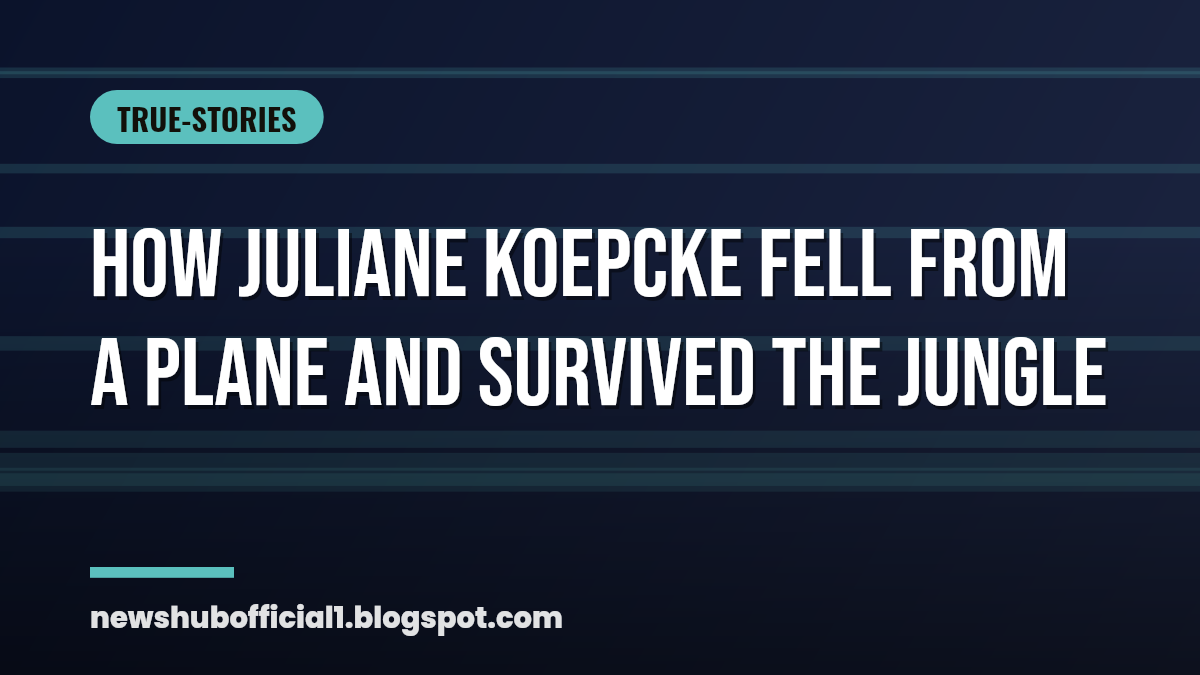 TRUE-STORIES
HOW JULIANE KOEPCKE FELL FROM
A PLANE AND SURVIVED THE JUNGLE
newshubofficial1.blogspot.com